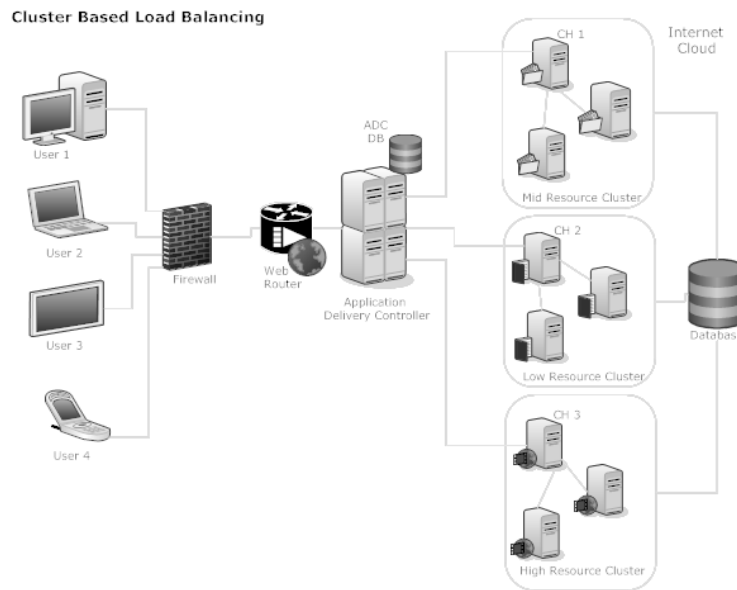 Cluster Based Load Balancing
User 1
User 2
User 3
User 4
Firewall
Web
Router
ADC
DB
Application
Delivery Controller
CH 1
Mid Resource Cluster
CH 2
Low Resource Cluster
CH 3
High Resource Cluster
Internet
Cloud
Databas